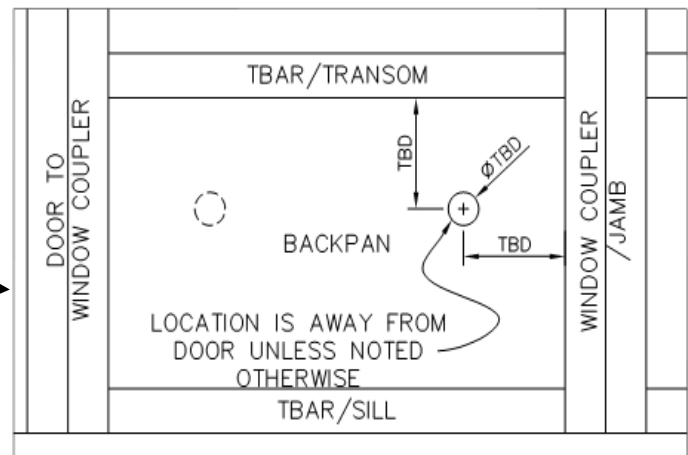 TBAR/TRANSOM
DOOR TO
WINDOW COUPLER
TBD
ØTBD
BACKPAN
TBD
WINDOW COUPLER
/JAMB
LOCATION IS AWAY FROM
DOOR UNLESS NOTED
OTHERWISE
TBAR/SILL